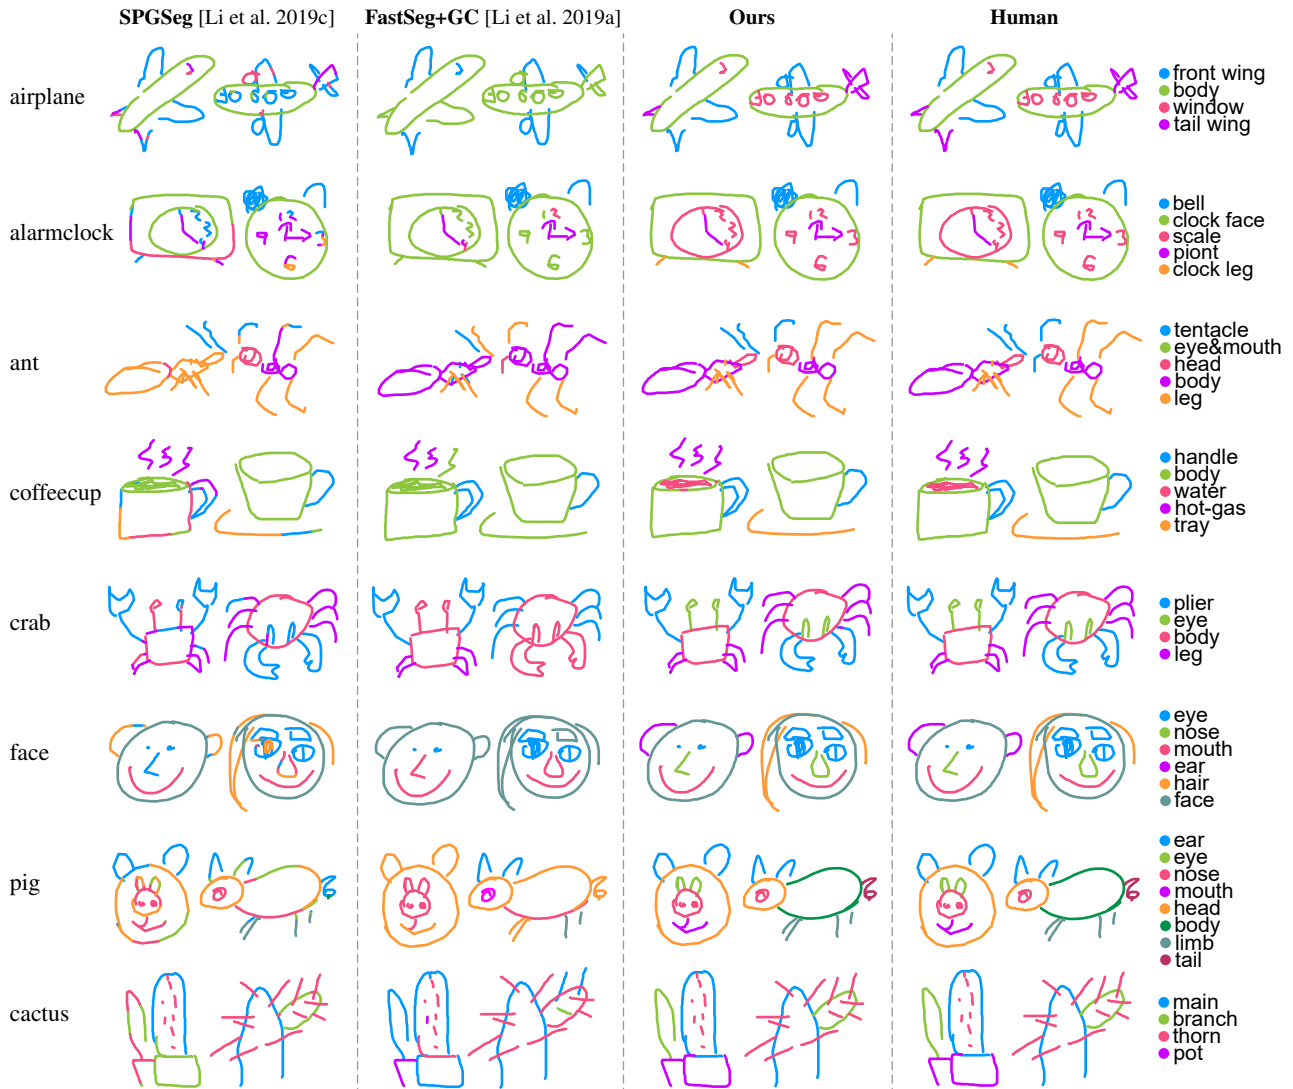 SPGSeg [Li et al. 2019c] FastSeg+GC [Li et al. 2019a] Ours Human
airplane
front wing
body
window
tail wing
alarmclock
bell
clock face
scale
piont
clock leg
ant
tentacle
eye&mouth
head
body
leg
coffeecup
handle
body
water
hot-gas
tray
crab
plier
eye
body
leg
face
eye
nose
mouth
ear
hair
face
pig
ear
eye
nose
mouth
head
body
limb
tail
cactus
main
branch
thorn
pot